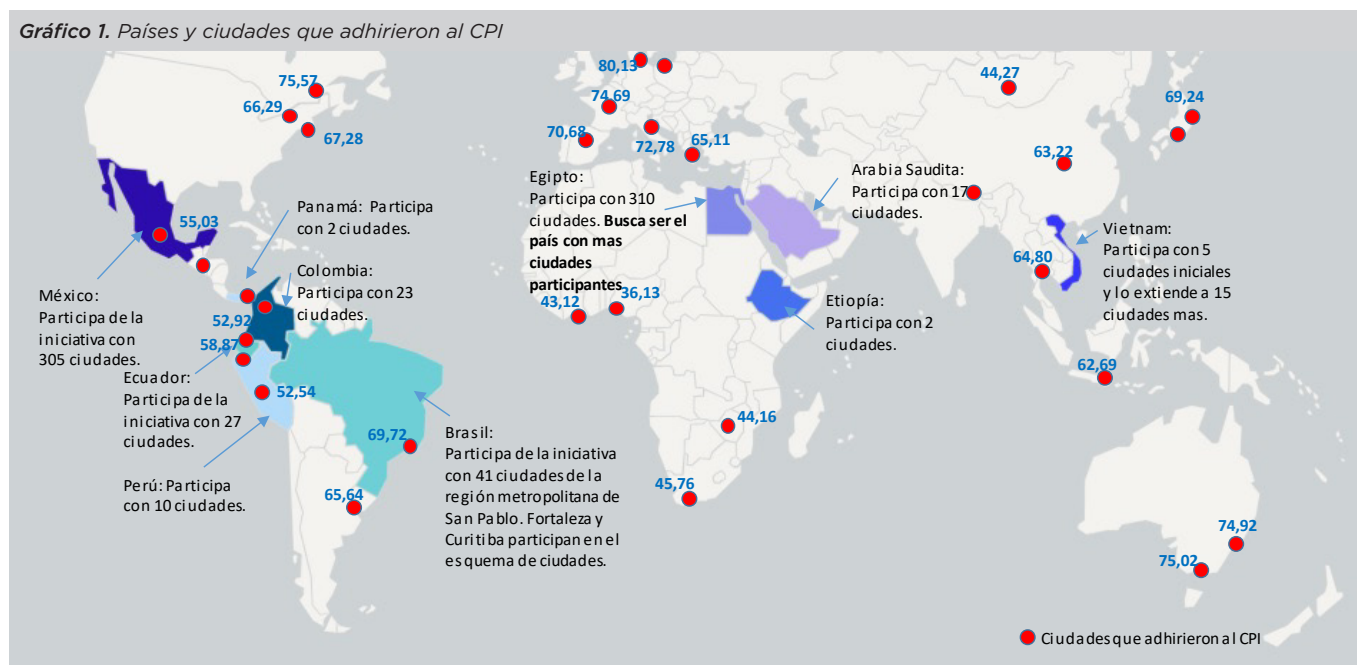 Gráfico 1. Países y ciudades que adhirieron al CPI
75,57
66,29
67,28
80,13
74,69
70,68
72,78
65,11
44,27
69,24
63,22
55,03
Panamá: Participa
con 2 ciudades.
Colombia:
Participa con 23
ciudades.
Egipto:
Participa con 310
ciudades. Busca ser el
país con mas
ciudades
participantes
Arabia Saudita:
Participa con 17
ciudades.
Vietnam:
Participa con 5
ciudades iniciales
y lo extiende a 15
ciudades mas.
64,80
México:
Participa de la
iniciativa con
305 ciudades.
52,92
58,87
43,12
36,13
Etiopía:
Participa con 2
ciudades.
62,69
Ecuador:
Participa de la
iniciativa con 27
ciudades.
52,54
Perú: Participa
con 10 ciudades.
69,72
65,64
Brasil:
Participa de la iniciativa
con 41 ciudades de la
región metropolitana de
San Pablo. Fortaleza y
Curitiba participan en el
esquema de ciudades.
44,16
45,76
74,92
75,02
Ciudades que adhirieron al CPI